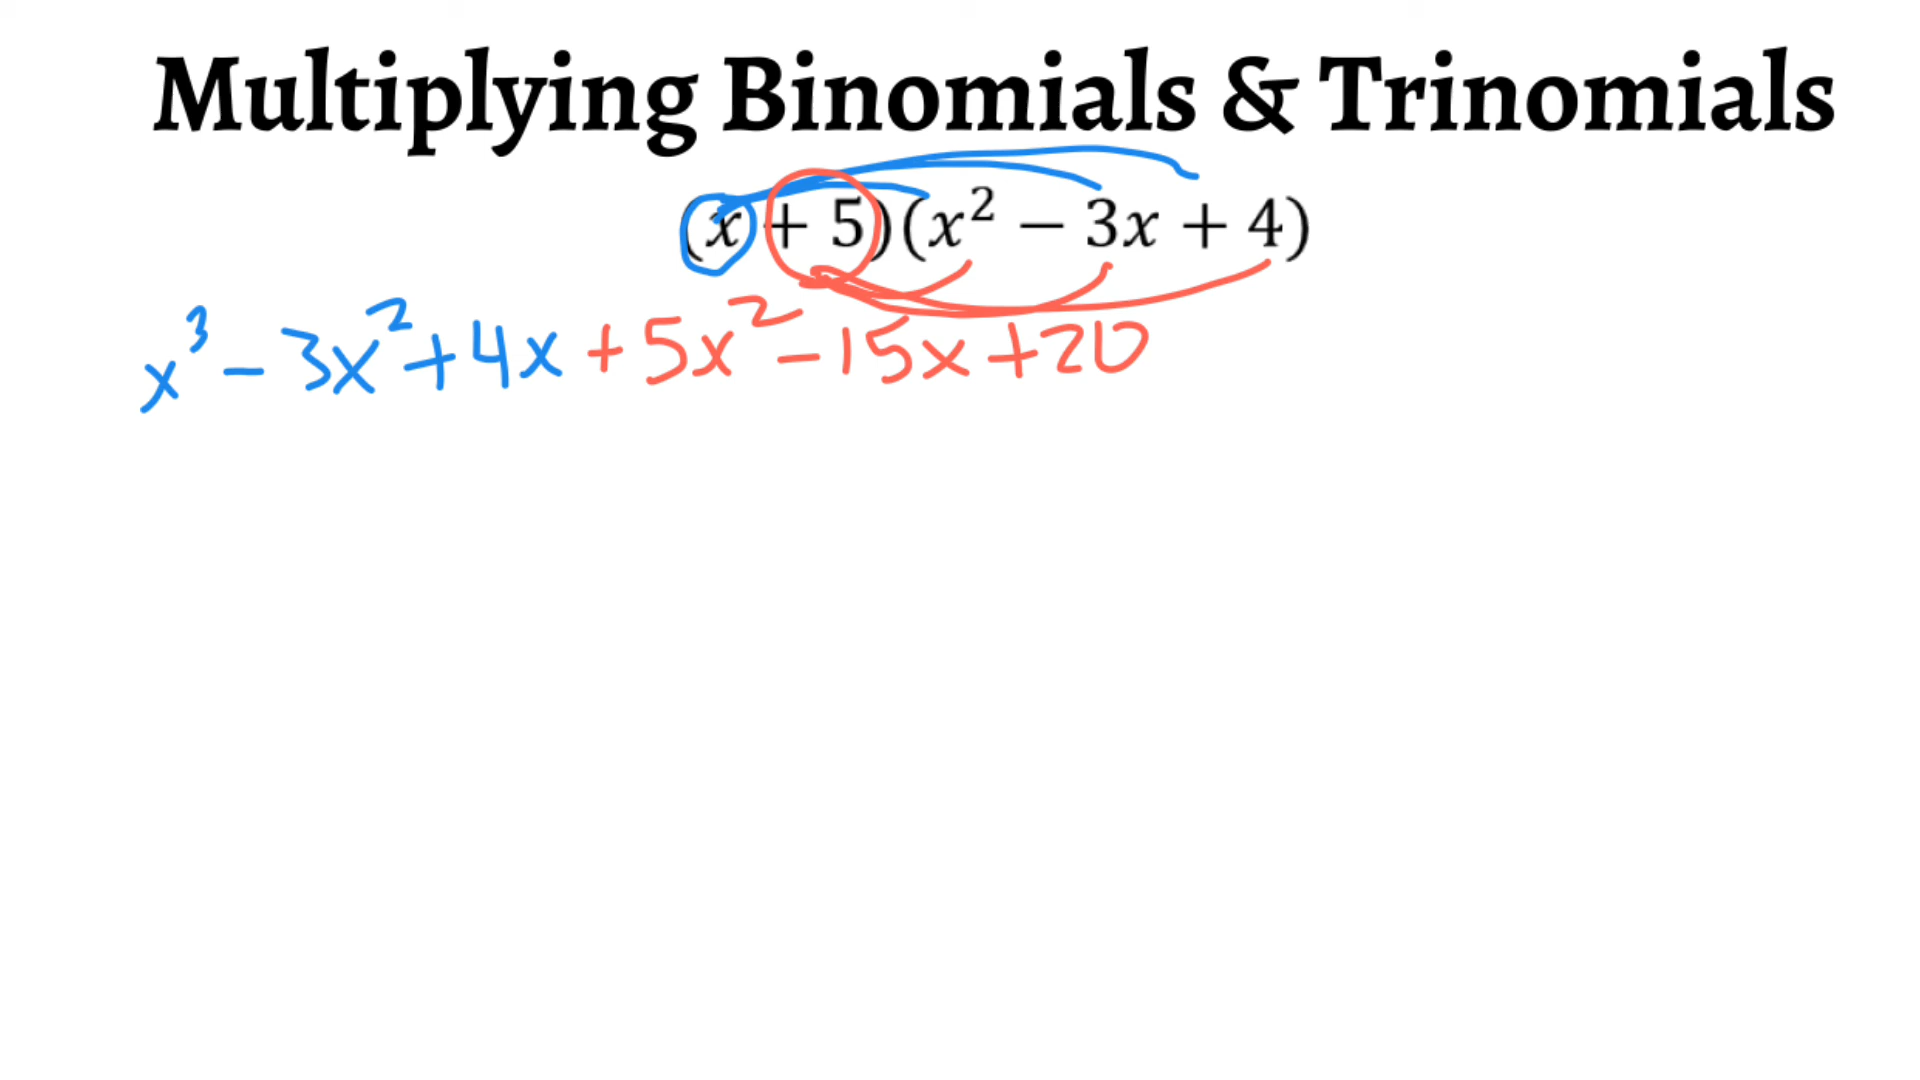 Multiplying Binomials & Trinomials
(x + 5)(x² − 3x + 4)
x³ − 3x² + 4x + 5x² − 15x + 20